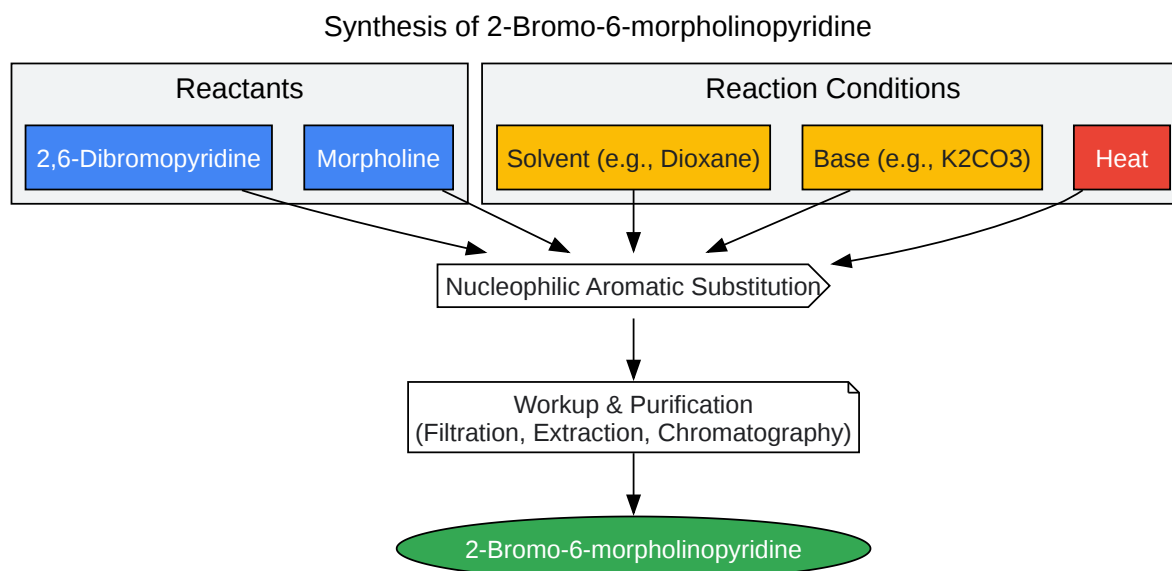 Synthesis of 2-Bromo-6-morpholinopyridine
Reactants
Reaction Conditions
2,6-Dibromopyridine
Morpholine
Solvent (e.g., Dioxane)
Base (e.g., K2CO3)
Heat
Nucleophilic Aromatic Substitution
Workup & Purification
(Filtration, Extraction, Chromatography)
2-Bromo-6-morpholinopyridine